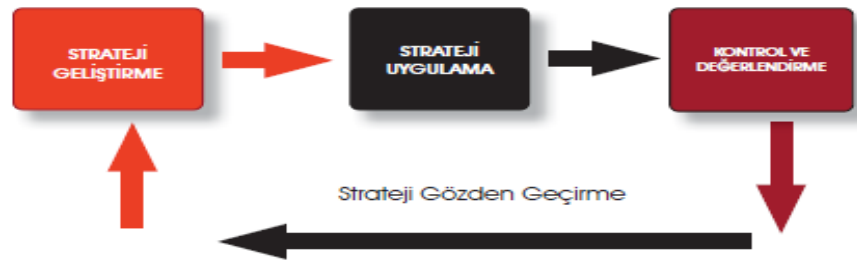 STRATEJİ
GELİŞTİRME
STRATEJİ
UYGULAMA
KONTROL VE
DEĞERLENDİRME
Strateji Gözden Geçirme